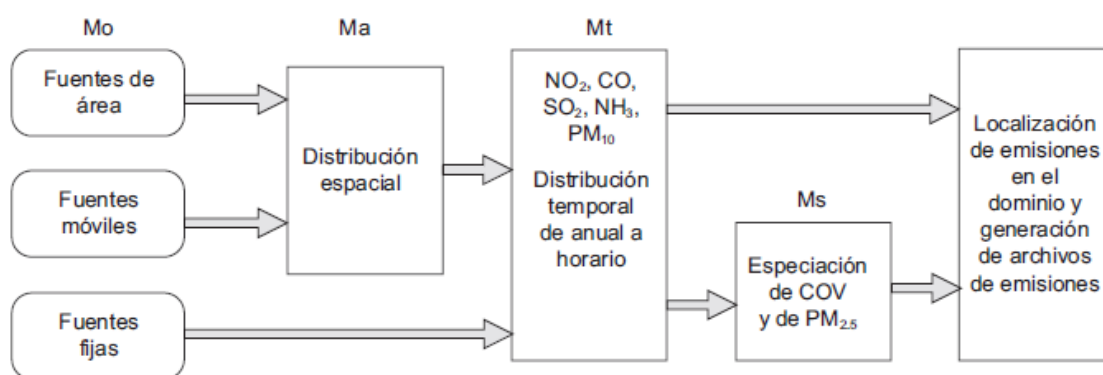 Mo
Fuentes de
área
Fuentes
móviles
Fuentes
fijas
Ma
Distribución
espacial
Mt
NO₂, CO,
SO₂, NH₃,
PM₁₀
Distribución
temporal
de anual a
horario
Ms
Especiación
de COV
y de PM₂.₅
Localización
de emisiones
en el
dominio y
generación
de archivos
de emisiones